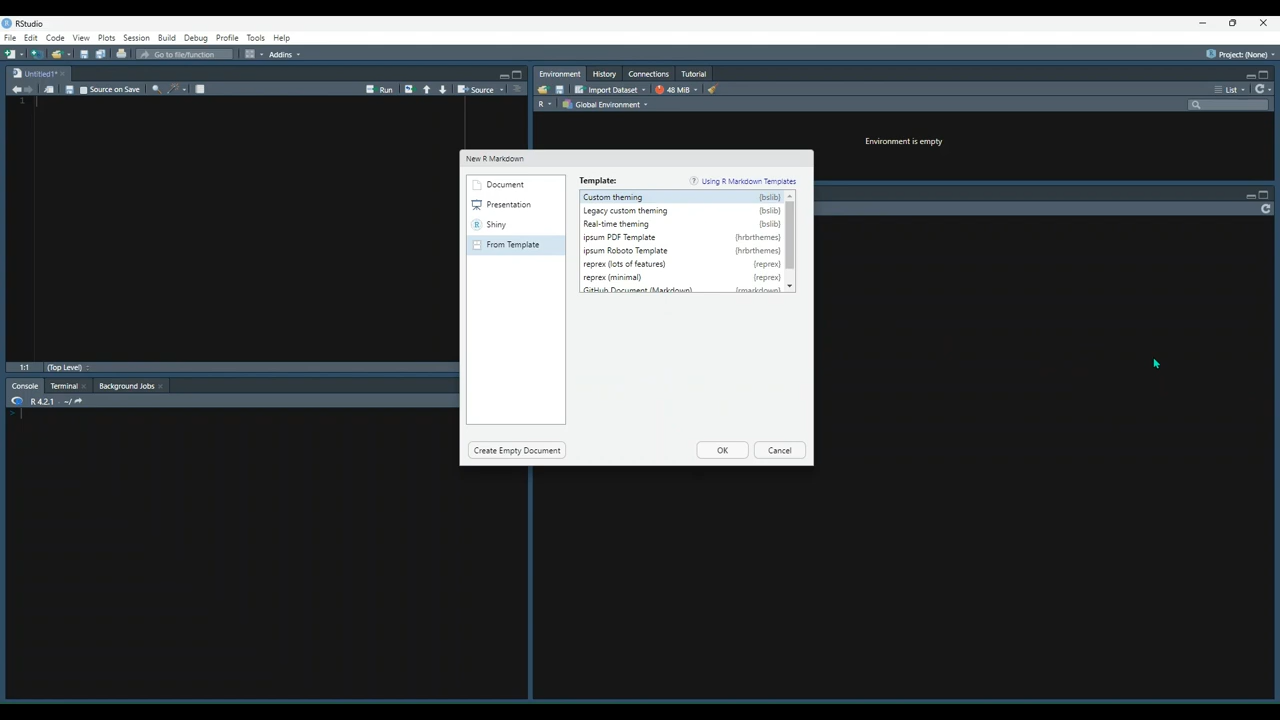 RStudio
File Edit Code View Plots Session Build Debug Profile Tools Help
Go to file/function Addins Project: (None)
Untitled1*
Source on Save Run Source
1
1:1 (Top Level)
Console Terminal Background Jobs
R 4.2.1 · ~/
>
Environment History Connections Tutorial
Import Dataset 48 MiB List
R Global Environment
Environment is empty
New R Markdown
Document
Presentation
Shiny
From Template
Template: Using R Markdown Templates
Custom theming {bslib}
Legacy custom theming {bslib}
Real-time theming {bslib}
ipsum PDF Template {hrbrthemes}
ipsum Roboto Template {hrbrthemes}
reprex (lots of features) {reprex}
reprex (minimal) {reprex}
GitHub Document (Markdown) {rmarkdown}
Create Empty Document OK Cancel